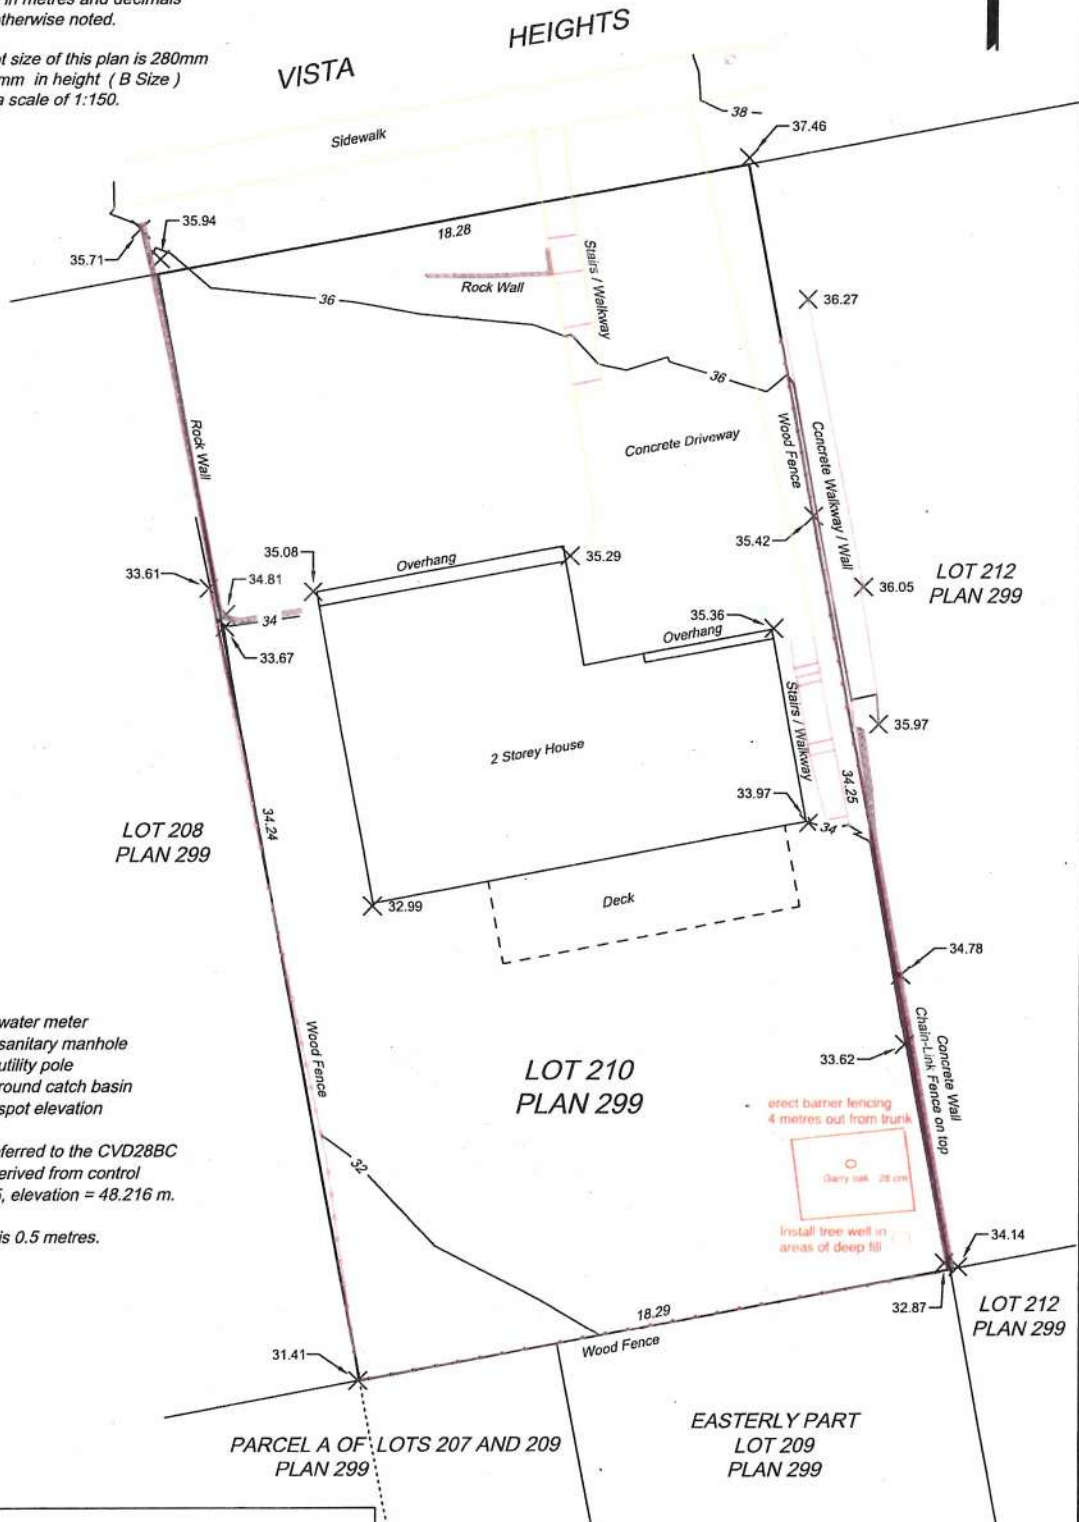 in metres and decimals
otherwise noted.
size of this plan is 280mm
mm in height ( B Size )
a scale of 1:150.
VISTA HEIGHTS
Sidewalk
38
37.46
35.94
35.71
18.28
Rock Wall
Stairs / Walkway
36
36.27
36
Rock Wall
Concrete Driveway
Wood Fence
Concrete Walkway / Wall
35.08
Overhang
35.29
35.42
33.61
34.81
34
33.67
36.05
LOT 212
PLAN 299
35.36
Overhang
Stairs / Walkway
35.97
2 Storey House
33.97
34.25
34
34.24
LOT 208
PLAN 299
32.99
Deck
34.78
33.62
Concrete Wall
Chain-Link Fence on top
water meter
sanitary manhole
utility pole
round catch basin
spot elevation
Wood Fence
LOT 210
PLAN 299
erect barrier fencing
4 metres out from trunk
Garry oak 28 cm
Install tree well in
areas of deep fill
CVD28BC
derived from control
, elevation = 48.216 m.
is 0.5 metres.
32
34.14
32.87
LOT 212
PLAN 299
18.29
Wood Fence
31.41
PARCEL A OF LOTS 207 AND 209
PLAN 299
EASTERLY PART
LOT 209
PLAN 299